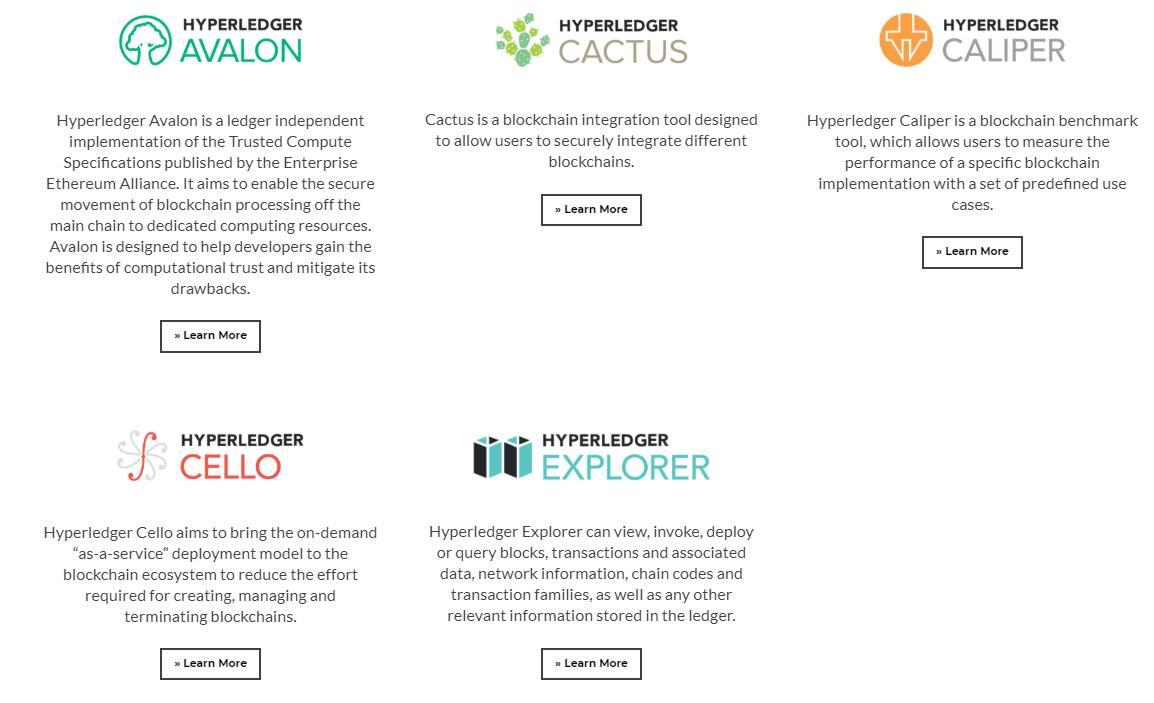 HYPERLEDGER
AVALON
Hyperledger Avalon is a ledger independent
implementation of the Trusted Compute
Specifications published by the Enterprise
Ethereum Alliance. It aims to enable the secure
movement of blockchain processing off the
main chain to dedicated computing resources.
Avalon is designed to help developers gain the
benefits of computational trust and mitigate its
drawbacks.
» Learn More
HYPERLEDGER
CACTUS
Cactus is a blockchain integration tool designed
to allow users to securely integrate different
blockchains.
» Learn More
HYPERLEDGER
CALIPER
Hyperledger Caliper is a blockchain benchmark
tool, which allows users to measure the
performance of a specific blockchain
implementation with a set of predefined use
cases.
» Learn More
HYPERLEDGER
CELLO
Hyperledger Cello aims to bring the on-demand
“as-a-service” deployment model to the
blockchain ecosystem to reduce the effort
required for creating, managing and
terminating blockchains.
» Learn More
HYPERLEDGER
EXPLORER
Hyperledger Explorer can view, invoke, deploy
or query blocks, transactions and associated
data, network information, chain codes and
transaction families, as well as any other
relevant information stored in the ledger.
» Learn More